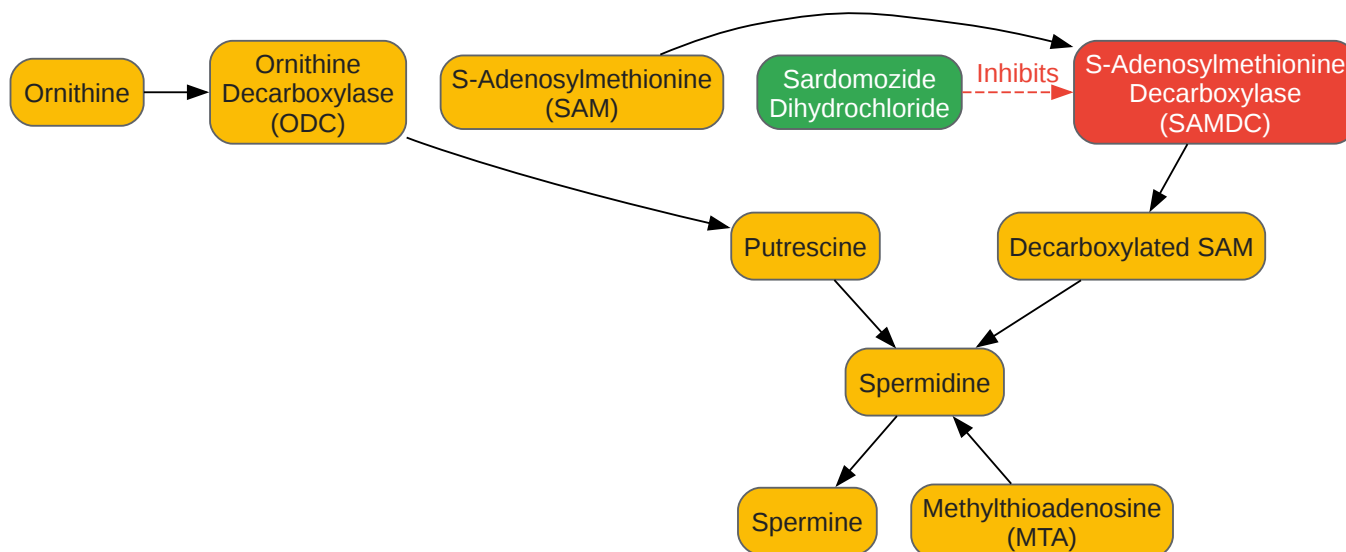 Ornithine
Ornithine
Decarboxylase
(ODC)
S-Adenosylmethionine
(SAM)
Sardomozide
Dihydrochloride
Inhibits
S-Adenosylmethionine
Decarboxylase
(SAMDC)
Putrescine
Decarboxylated SAM
Spermidine
Spermine
Methylthioadenosine
(MTA)